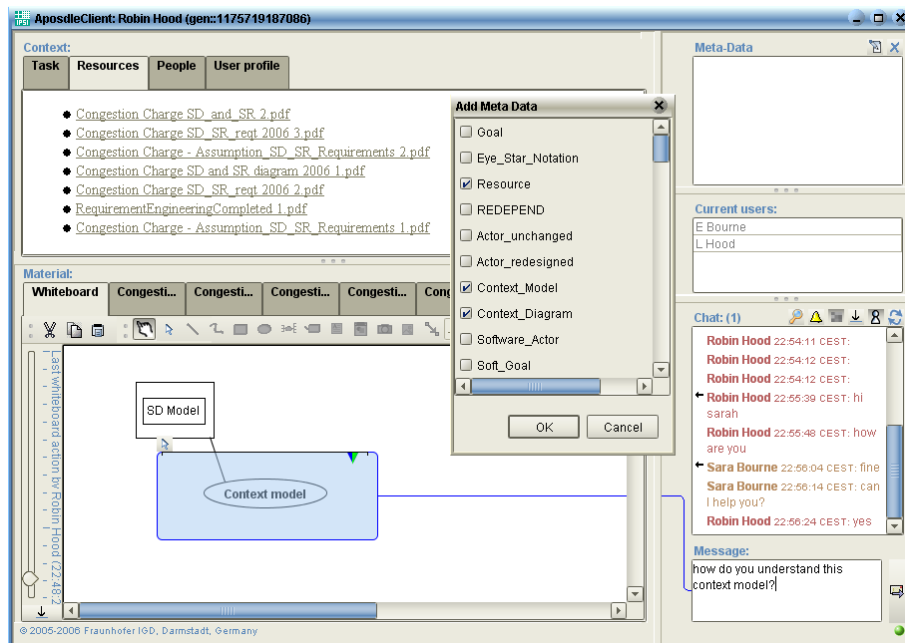 AposdleClient: Robin Hood (gen::1175719187086)
Context:
Task Resources People User profile
Congestion Charge SD_and_SR 2.pdf
Congestion Charge SD_SR_reqt 2006 3.pdf
Congestion Charge - Assumption_SD_SR_Requirements 2.pdf
Congestion Charge SD and SR diagram 2006 1.pdf
Congestion Charge SD_SR_reqt 2006 2.pdf
RequirementEngineeringCompleted 1.pdf
Congestion Charge - Assumption_SD_SR_Requirements 1.pdf
Material:
Whiteboard Congesti... Congesti... Congesti... Congesti... Cong
Last whiteboard action by Robin Hood (22:48:2
SD Model
Context model
© 2005-2006 Fraunhofer IGD, Darmstadt, Germany
Add Meta Data
Goal
Eye_Star_Notation
Resource
REDEPEND
Actor_unchanged
Actor_redesigned
Context_Model
Context_Diagram
Software_Actor
Soft_Goal
OK Cancel
Meta-Data
Current users:
E Bourne
L Hood
Chat: (1)
Robin Hood 22:54:11 CEST:
Robin Hood 22:54:12 CEST:
Robin Hood 22:54:12 CEST:
Robin Hood 22:55:39 CEST: hi
sarah
Robin Hood 22:55:48 CEST: how
are you
Sara Bourne 22:56:04 CEST: fine
Sara Bourne 22:56:14 CEST: can
I help you?
Robin Hood 22:56:24 CEST: yes
Message:
how do you understand this
context model?